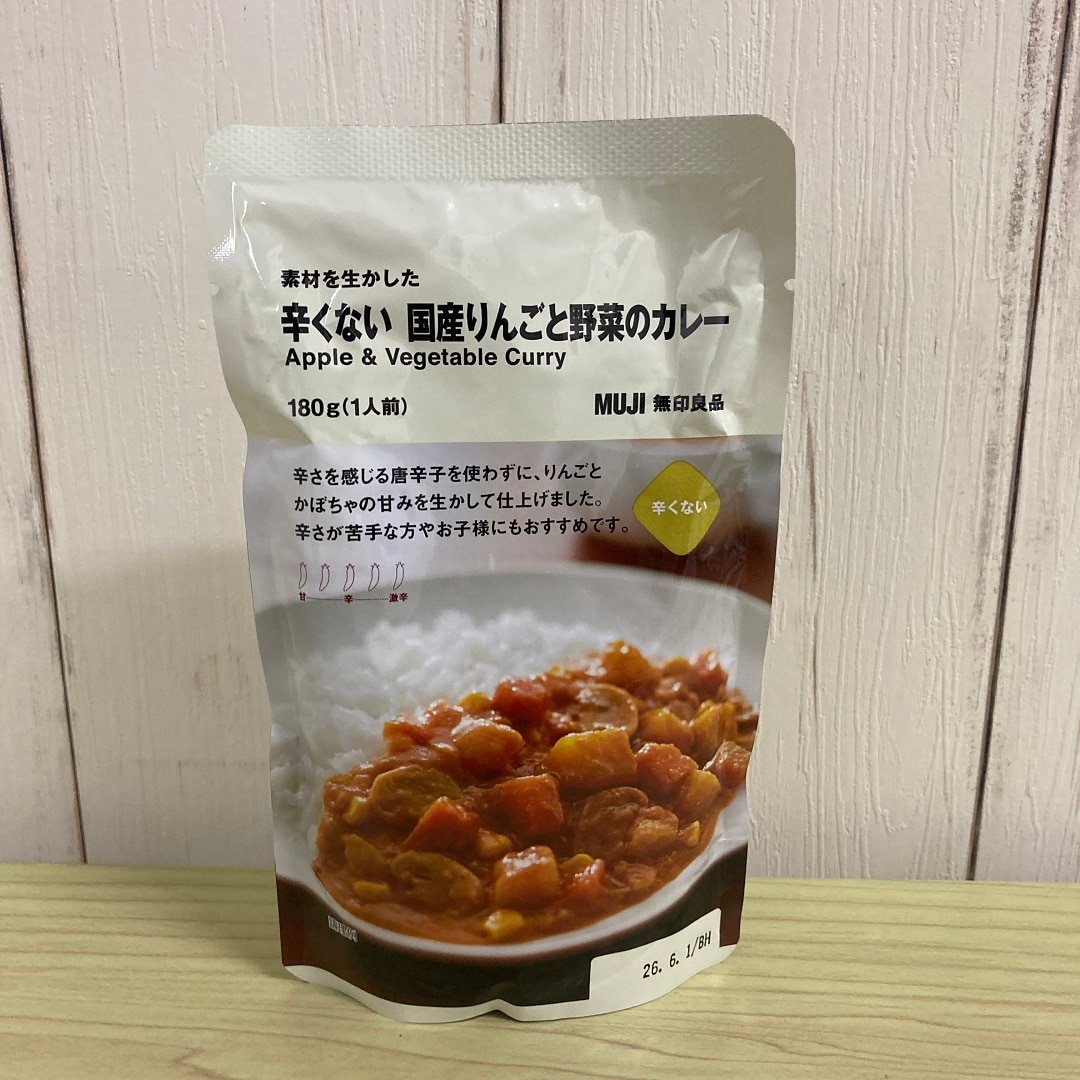 素材を生かした
辛くない 国産りんごと野菜のカレー
Apple & Vegetable Curry
180g(1人前)
MUJI 無印良品
辛さを感じる唐辛子を使わずに、りんごと
かぼちゃの甘みを生かして仕上げました。
辛さが苦手な方やお子様にもおすすめです。
辛くない
甘 辛 激辛
26. 6. 1/BH